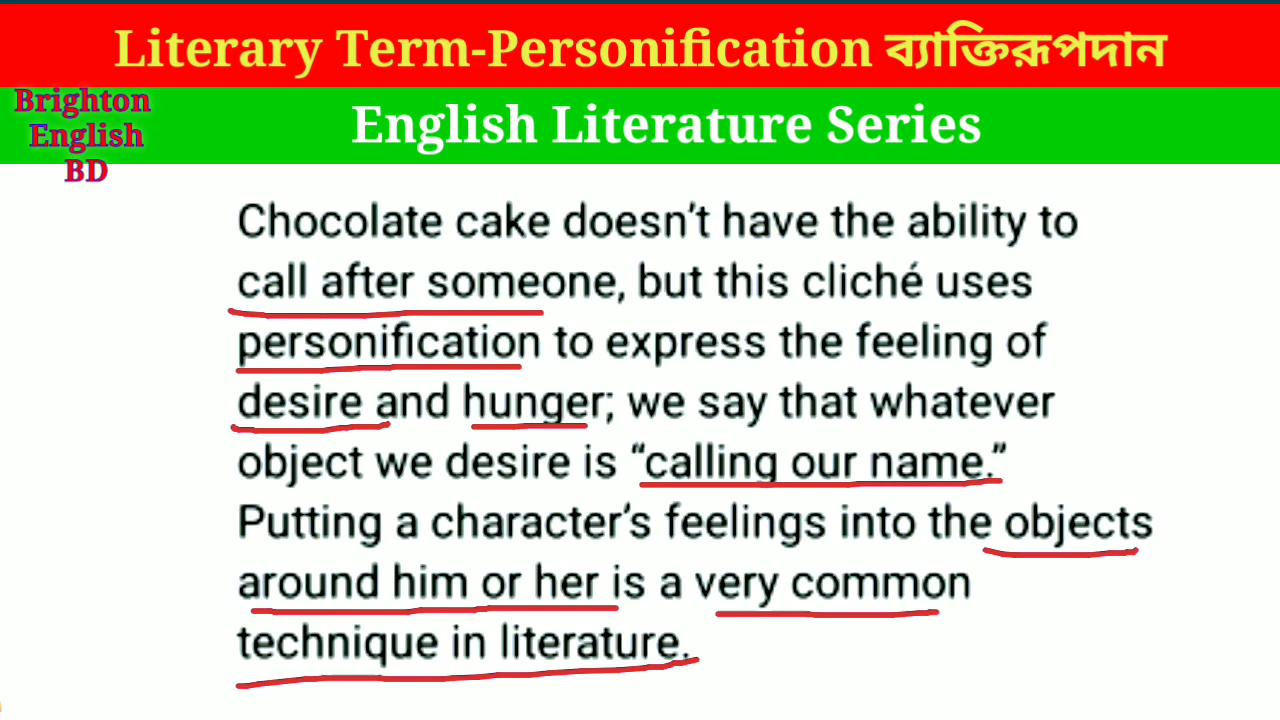 Literary Term-Personification ব্যাক্তিরূপদান
Brighton
English
BD
English Literature Series
Chocolate cake doesn’t have the ability to
call after someone, but this cliché uses
personification to express the feeling of
desire and hunger; we say that whatever
object we desire is “calling our name.”
Putting a character’s feelings into the objects
around him or her is a very common
technique in literature.